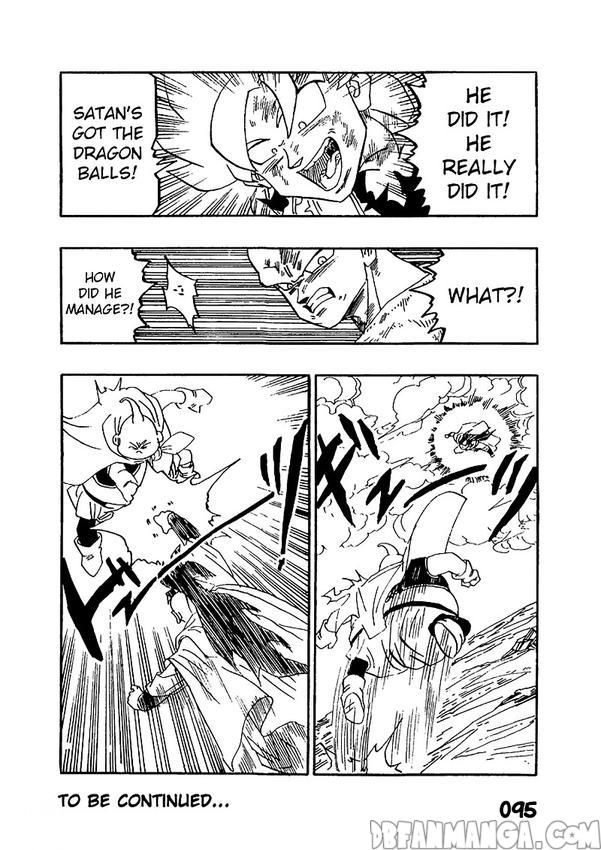 HE
DID IT!
HE
REALLY
DID IT!
SATAN'S
GOT THE
DRAGON
BALLS!
WHAT?!
HOW
DID HE
MANAGE?!
TO BE CONTINUED...
095
DBFANMANGA.COM